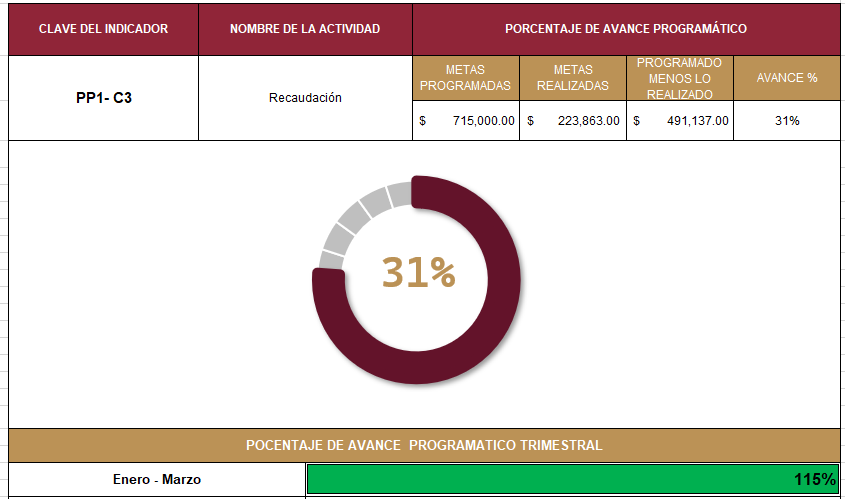 CLAVE DEL INDICADOR
NOMBRE DE LA ACTIVIDAD
PORCENTAJE DE AVANCE PROGRAMÁTICO
PP1- C3
Recaudación
METAS
PROGRAMADAS
METAS
REALIZADAS
PROGRAMADO
MENOS LO
REALIZADO
AVANCE %
$ 715,000.00
$ 223,863.00
$ 491,137.00
31%
31%
POCENTAJE DE AVANCE PROGRAMATICO TRIMESTRAL
Enero - Marzo
115%